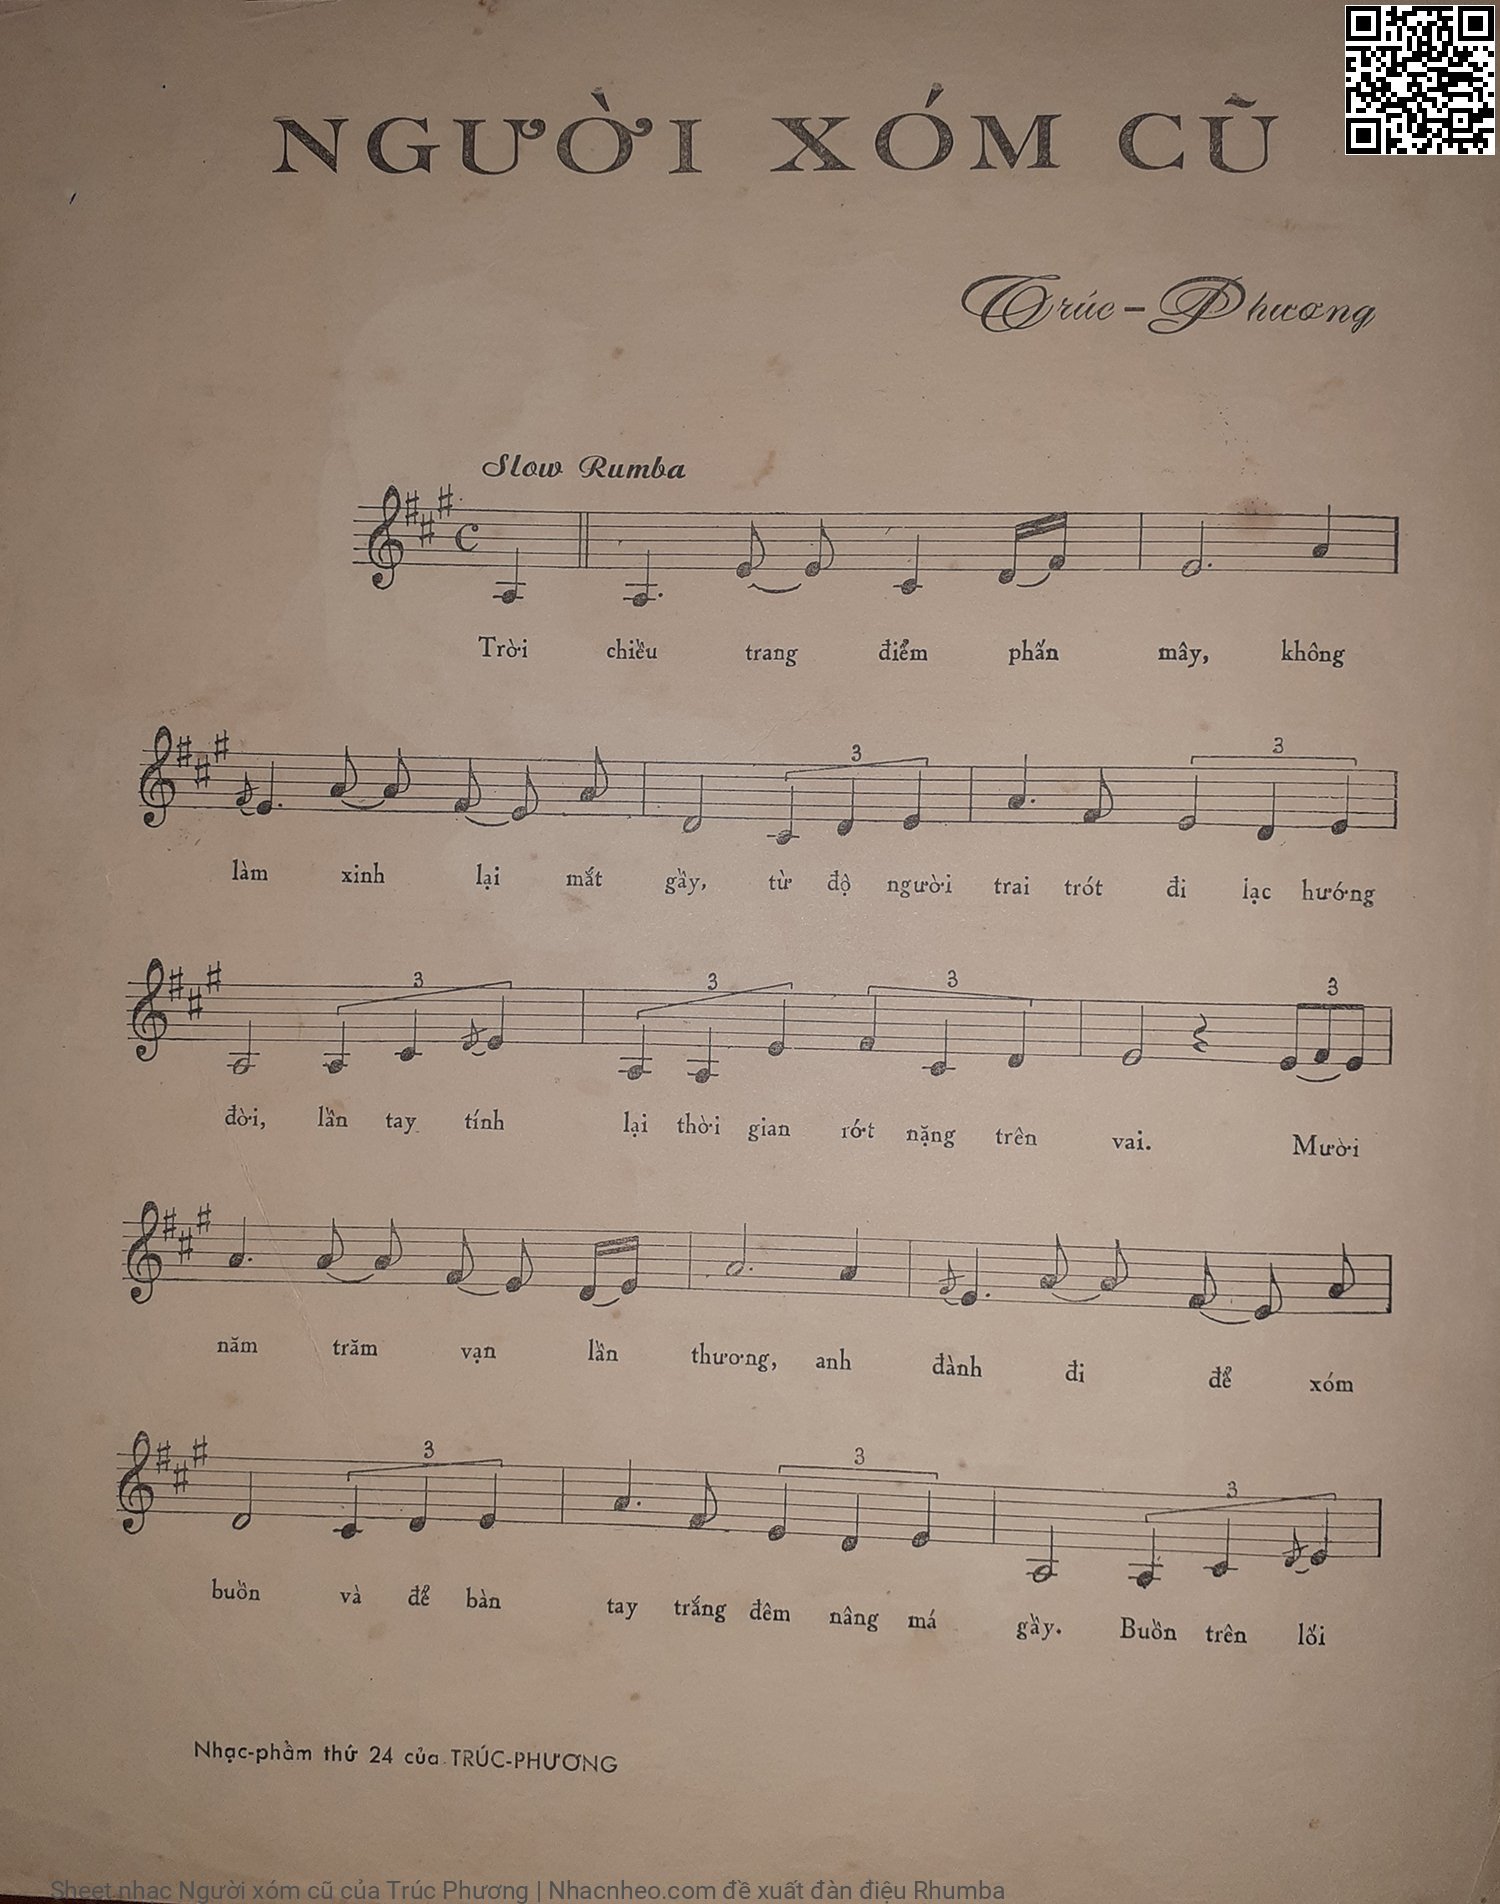 NGƯỜI XÓM CŨ
Trúc - Phương
Slow Rumba
Trời chiều trang điểm phấn mây, không
3 3
làm xinh lại mắt gầy, từ độ người trai trót đi lạc hướng
3 3 3 3
đời, lần tay tính lại thời gian rớt nặng trên vai. Mười
năm trăm vạn lần thương, anh đành đi để xóm
3 3 3
buồn và để bàn tay trắng đêm nâng má gầy. Buồn trên lối
Nhạc-phẩm thứ 24 của TRÚC-PHƯƠNG
Sheet nhạc Người xóm cũ của Trúc Phương | Nhacnheo.com đề xuất đàn điệu Rhumba